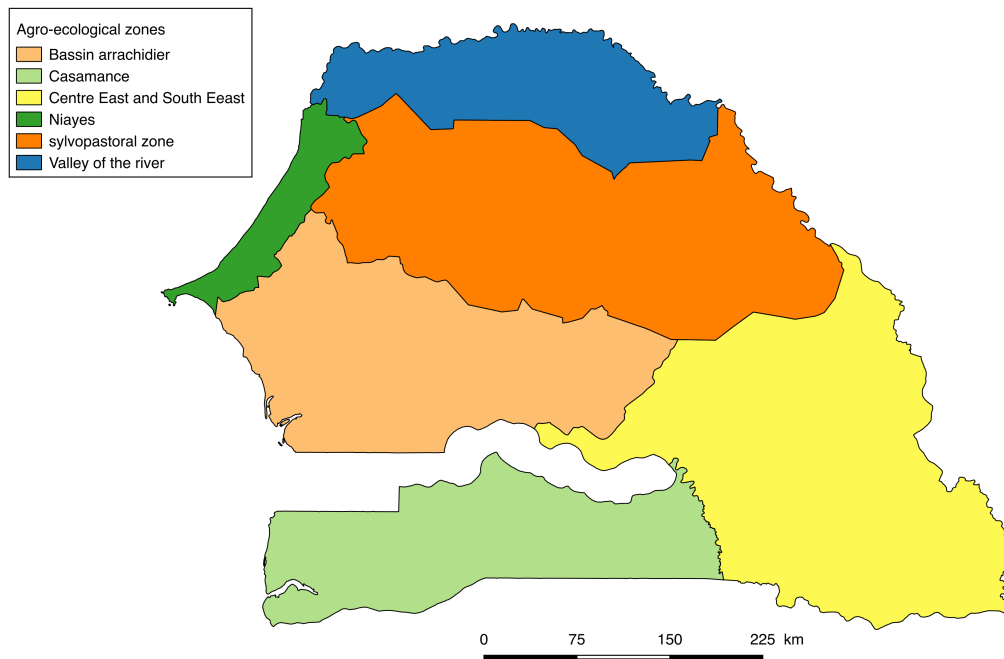 Agro-ecological zones
Bassin arrachidier
Casamance
Centre East and South Eeast
Niayes
sylvopastoral zone
Valley of the river
0 75 150 225 km